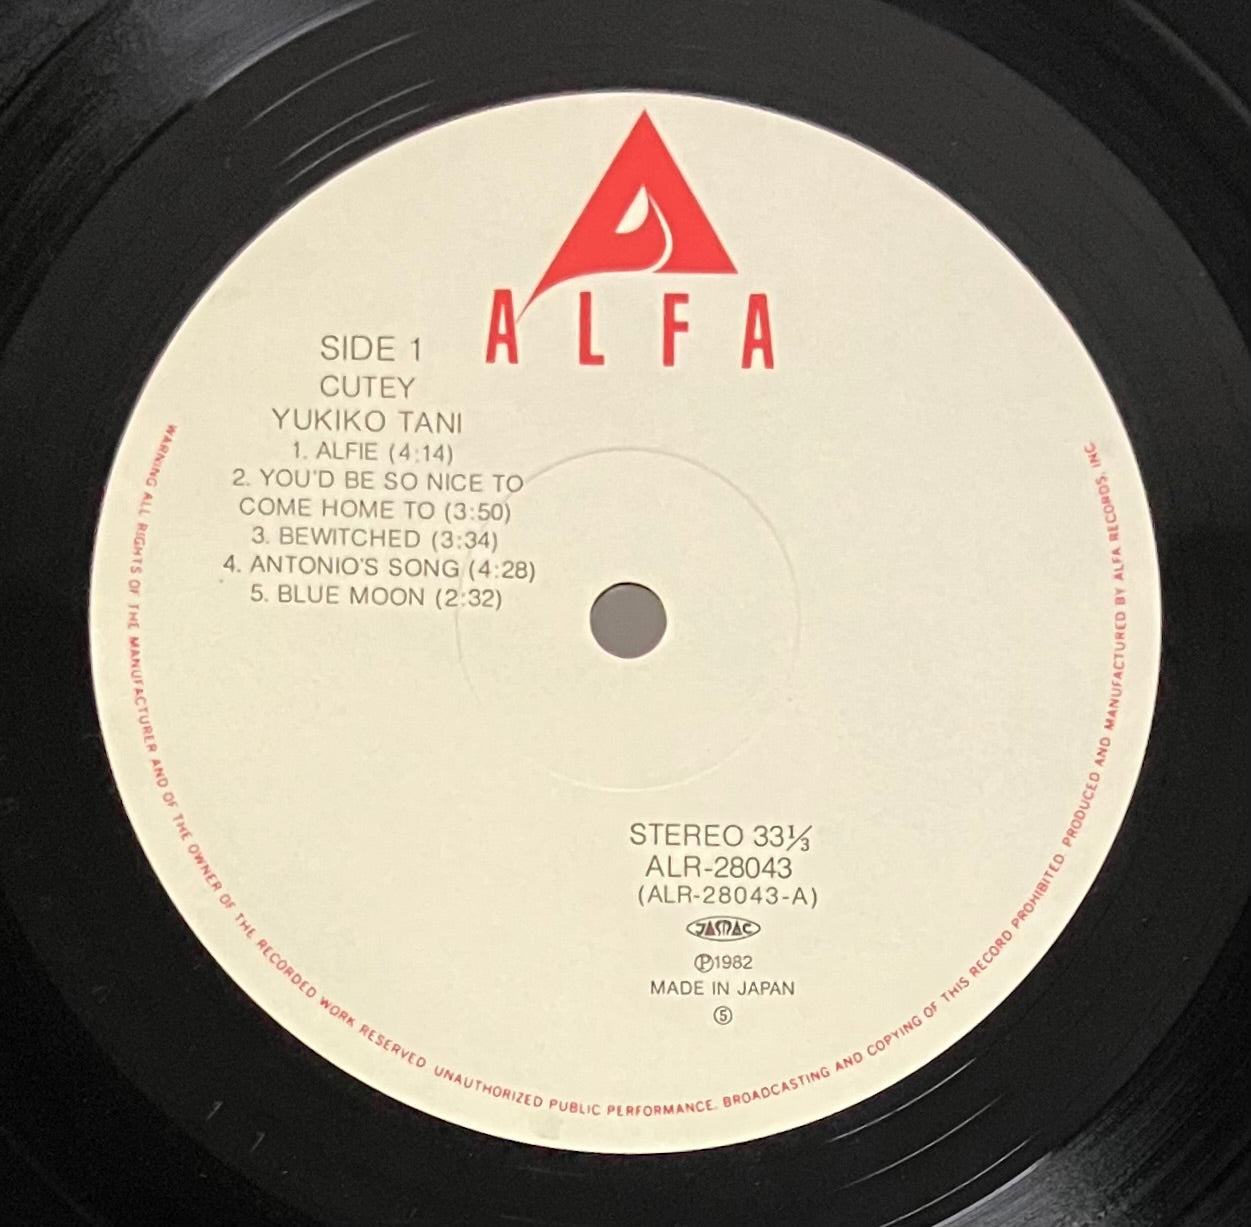 ALFA
SIDE 1
CUTEY
YUKIKO TANI
1. ALFIE (4:14)
2. YOU'D BE SO NICE TO
COME HOME TO (3:50)
3. BEWITCHED (3:34)
4. ANTONIO'S SONG (4:28)
5. BLUE MOON (2:32)
STEREO 33⅓
ALR-28043
(ALR-28043-A)
JASRAC
Ⓟ1982
MADE IN JAPAN
⑤
WARNING ALL RIGHTS OF THE MANUFACTURER AND OF THE OWNER OF THE RECORDED WORK RESERVED UNAUTHORIZED PUBLIC PERFORMANCE. BROADCASTING AND COPYING OF THIS RECORD PROHIBITED. PRODUCED AND MANUFACTURED BY ALFA RECORDS, INC